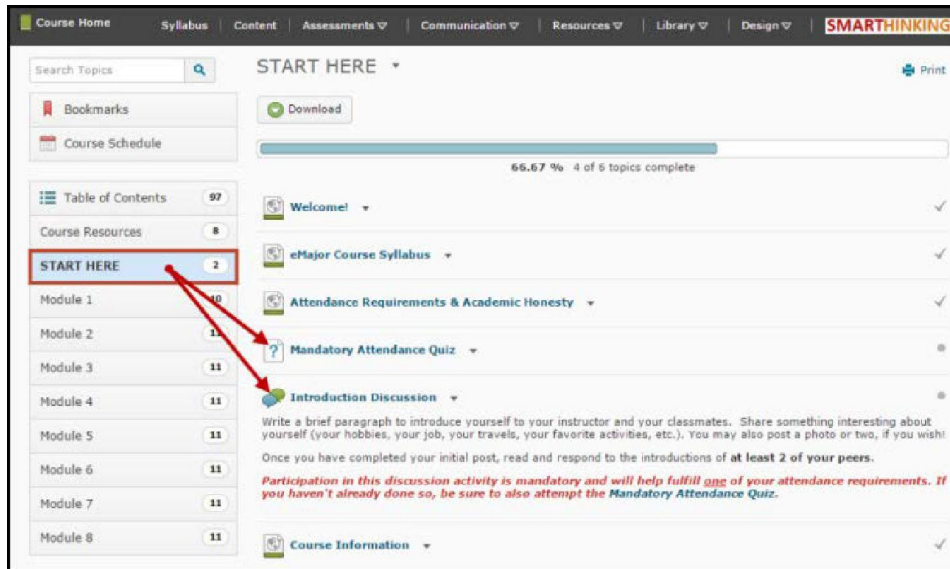 Course Home Syllabus Content Assessments Communication Resources Library Design SMARTHINKING
Search Topics
Bookmarks
Course Schedule
Table of Contents 97
Course Resources 8
START HERE 2
Module 1 10
Module 2 11
Module 3 11
Module 4 11
Module 5 11
Module 6 11
Module 7 11
Module 8 11
START HERE
Print
Download
66.67 % 4 of 6 topics complete
Welcome!
eMajor Course Syllabus
Attendance Requirements & Academic Honesty
Mandatory Attendance Quiz
Introduction Discussion
Write a brief paragraph to introduce yourself to your instructor and your classmates. Share something interesting about
yourself (your hobbies, your job, your travels, your favorite activities, etc.). You may also post a photo or two, if you wish!
Once you have completed your initial post, read and respond to the introductions of at least 2 of your peers.
Participation in this discussion activity is mandatory and will help fulfill one of your attendance requirements. If
you haven't already done so, be sure to also attempt the Mandatory Attendance Quiz.
Course Information